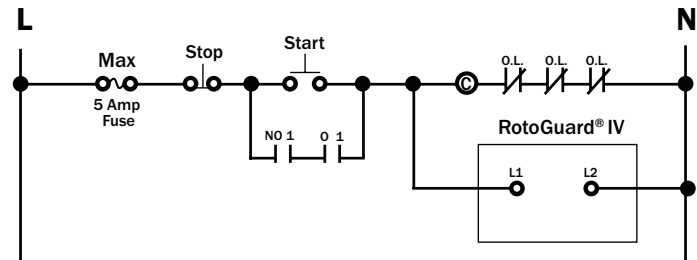 L
N
Max
Stop
Start
5 Amp
Fuse
C
O.L. O.L. O.L.
NO 1 O 1
RotoGuard® IV
L1 L2